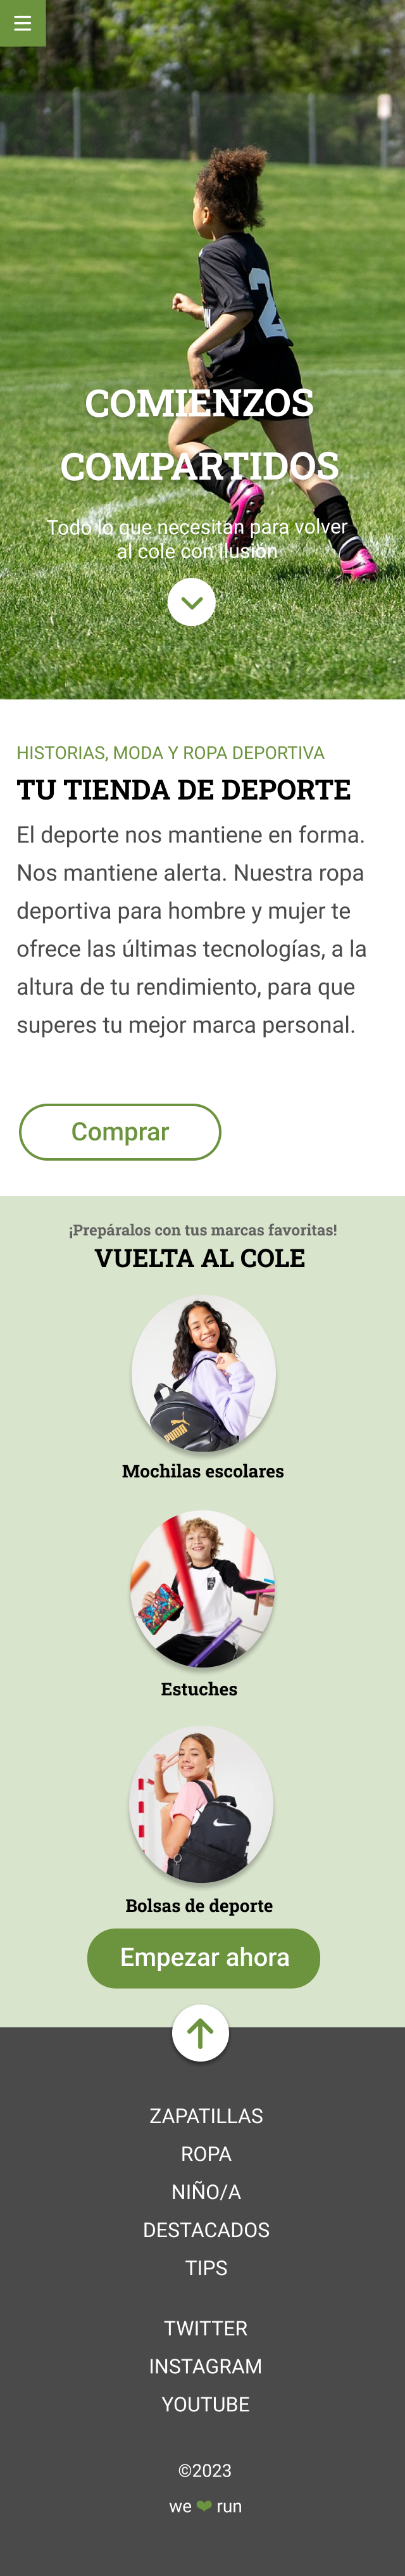 COMIENZOS
COMPARTIDOS
Todo lo que necesitan para volver
al cole con ilusión
HISTORIAS, MODA Y ROPA DEPORTIVA
TU TIENDA DE DEPORTE
El deporte nos mantiene en forma.
Nos mantiene alerta. Nuestra ropa
deportiva para hombre y mujer te
ofrece las últimas tecnologías, a la
altura de tu rendimiento, para que
superes tu mejor marca personal.
Comprar
¡Prepáralos con tus marcas favoritas!
VUELTA AL COLE
PUMA
Mochilas escolares
Estuches
Bolsas de deporte
Empezar ahora
ZAPATILLAS
ROPA
NIÑO/A
DESTACADOS
TIPS
TWITTER
INSTAGRAM
YOUTUBE
©2023
we 💚 run